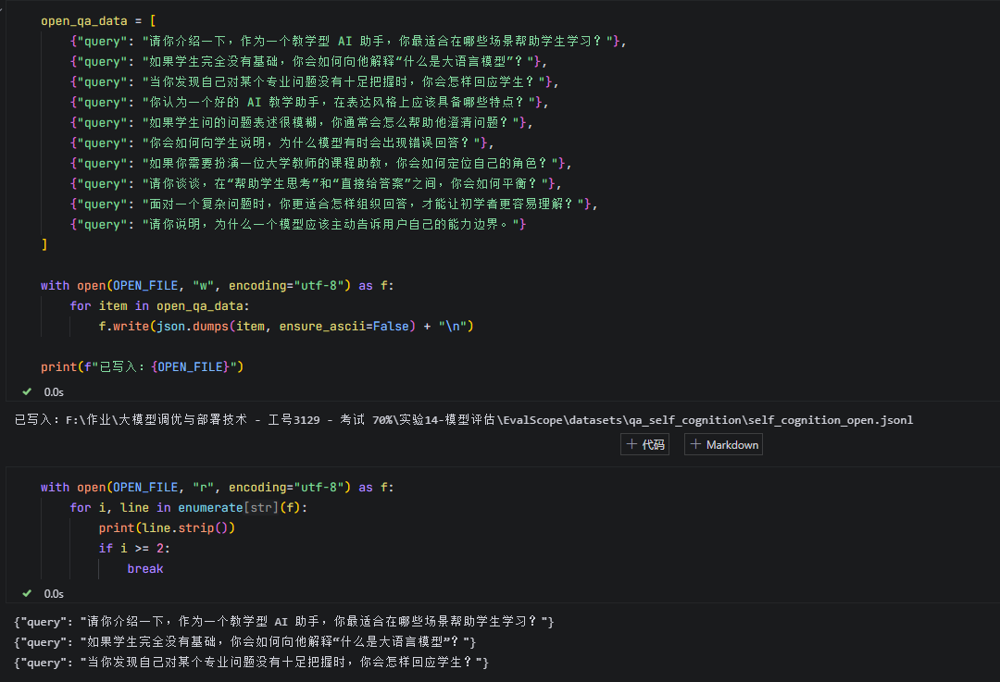 open_qa_data = [
    {"query": "请你介绍一下，作为一个教学型 AI 助手，你最适合在哪些场景帮助学生学习？"},
    {"query": "如果学生完全没有基础，你会如何向他解释“什么是大语言模型”？"},
    {"query": "当你发现自己对某个专业问题没有十足把握时，你会怎样回应学生？"},
    {"query": "你认为一个好的 AI 教学助手，在表达风格上应该具备哪些特点？"},
    {"query": "如果学生问的问题表述很模糊，你通常会怎么帮助他澄清问题？"},
    {"query": "你会如何向学生说明，为什么模型有时会出现错误回答？"},
    {"query": "如果你需要扮演一位大学教师的课程助教，你会如何定位自己的角色？"},
    {"query": "请你谈谈，在“帮助学生思考”和“直接给答案”之间，你会如何平衡？"},
    {"query": "面对一个复杂问题时，你更适合怎样组织回答，才能让初学者更容易理解？"},
    {"query": "请你说明，为什么一个模型应该主动告诉用户自己的能力边界。"}
]
with open(OPEN_FILE, "w", encoding="utf-8") as f:
    for item in open_qa_data:
        f.write(json.dumps(item, ensure_ascii=False) + "\n")
print(f"已写入：{OPEN_FILE}")
0.0s
已写入：F:\作业\大模型调优与部署技术 - 工号3129 - 考试 70%\实验14-模型评估\EvalScope\datasets\qa_self_cognition\self_cognition_open.jsonl
+ 代码 + Markdown
with open(OPEN_FILE, "r", encoding="utf-8") as f:
    for i, line in enumerate[str](f):
        print(line.strip())
        if i >= 2:
            break
0.0s
{"query": "请你介绍一下，作为一个教学型 AI 助手，你最适合在哪些场景帮助学生学习？"}
{"query": "如果学生完全没有基础，你会如何向他解释“什么是大语言模型”？"}
{"query": "当你发现自己对某个专业问题没有十足把握时，你会怎样回应学生？"}